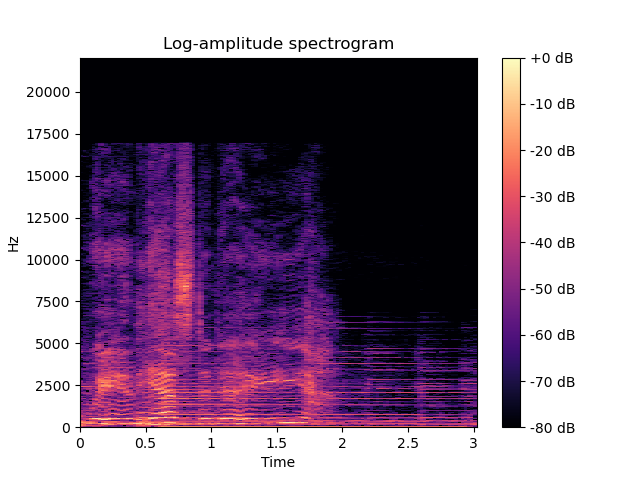 Log-amplitude spectrogram
Hz
20000
17500
15000
12500
10000
7500
5000
2500
0
0
0.5
1
1.5
2
2.5
3
Time
+0 dB
-10 dB
-20 dB
-30 dB
-40 dB
-50 dB
-60 dB
-70 dB
-80 dB